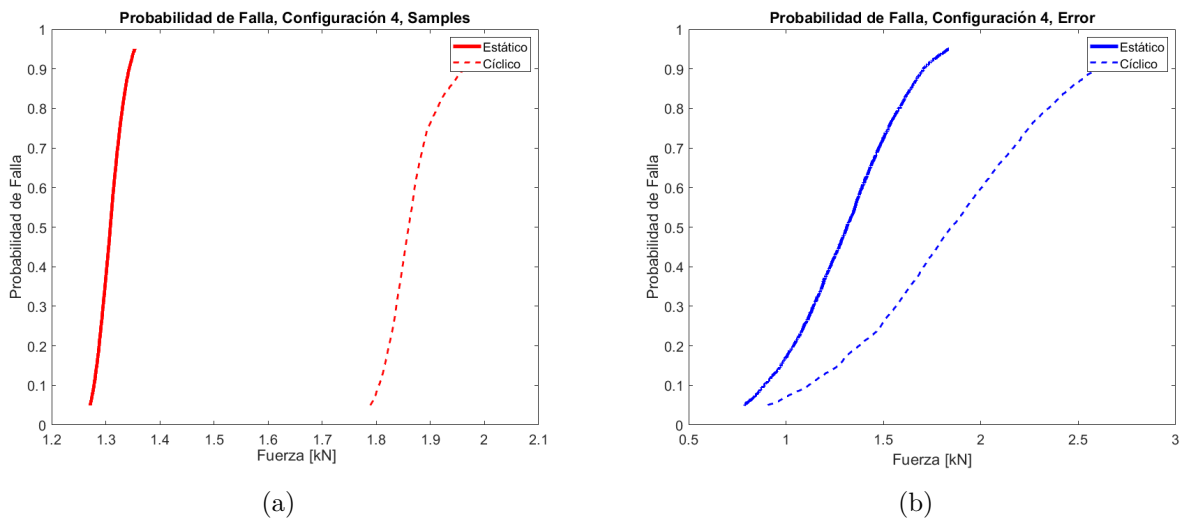 Probabilidad de Falla, Configuración 4, Samples
Probabilidad de Falla
1
0.9
0.8
0.7
0.6
0.5
0.4
0.3
0.2
0.1
0
Estático
Cíclico
1.2 1.3 1.4 1.5 1.6 1.7 1.8 1.9 2 2.1
Fuerza [kN]
(a)
Probabilidad de Falla, Configuración 4, Error
Probabilidad de Falla
1
0.9
0.8
0.7
0.6
0.5
0.4
0.3
0.2
0.1
0
Estático
Cíclico
0.5 1 1.5 2 2.5 3
Fuerza [kN]
(b)